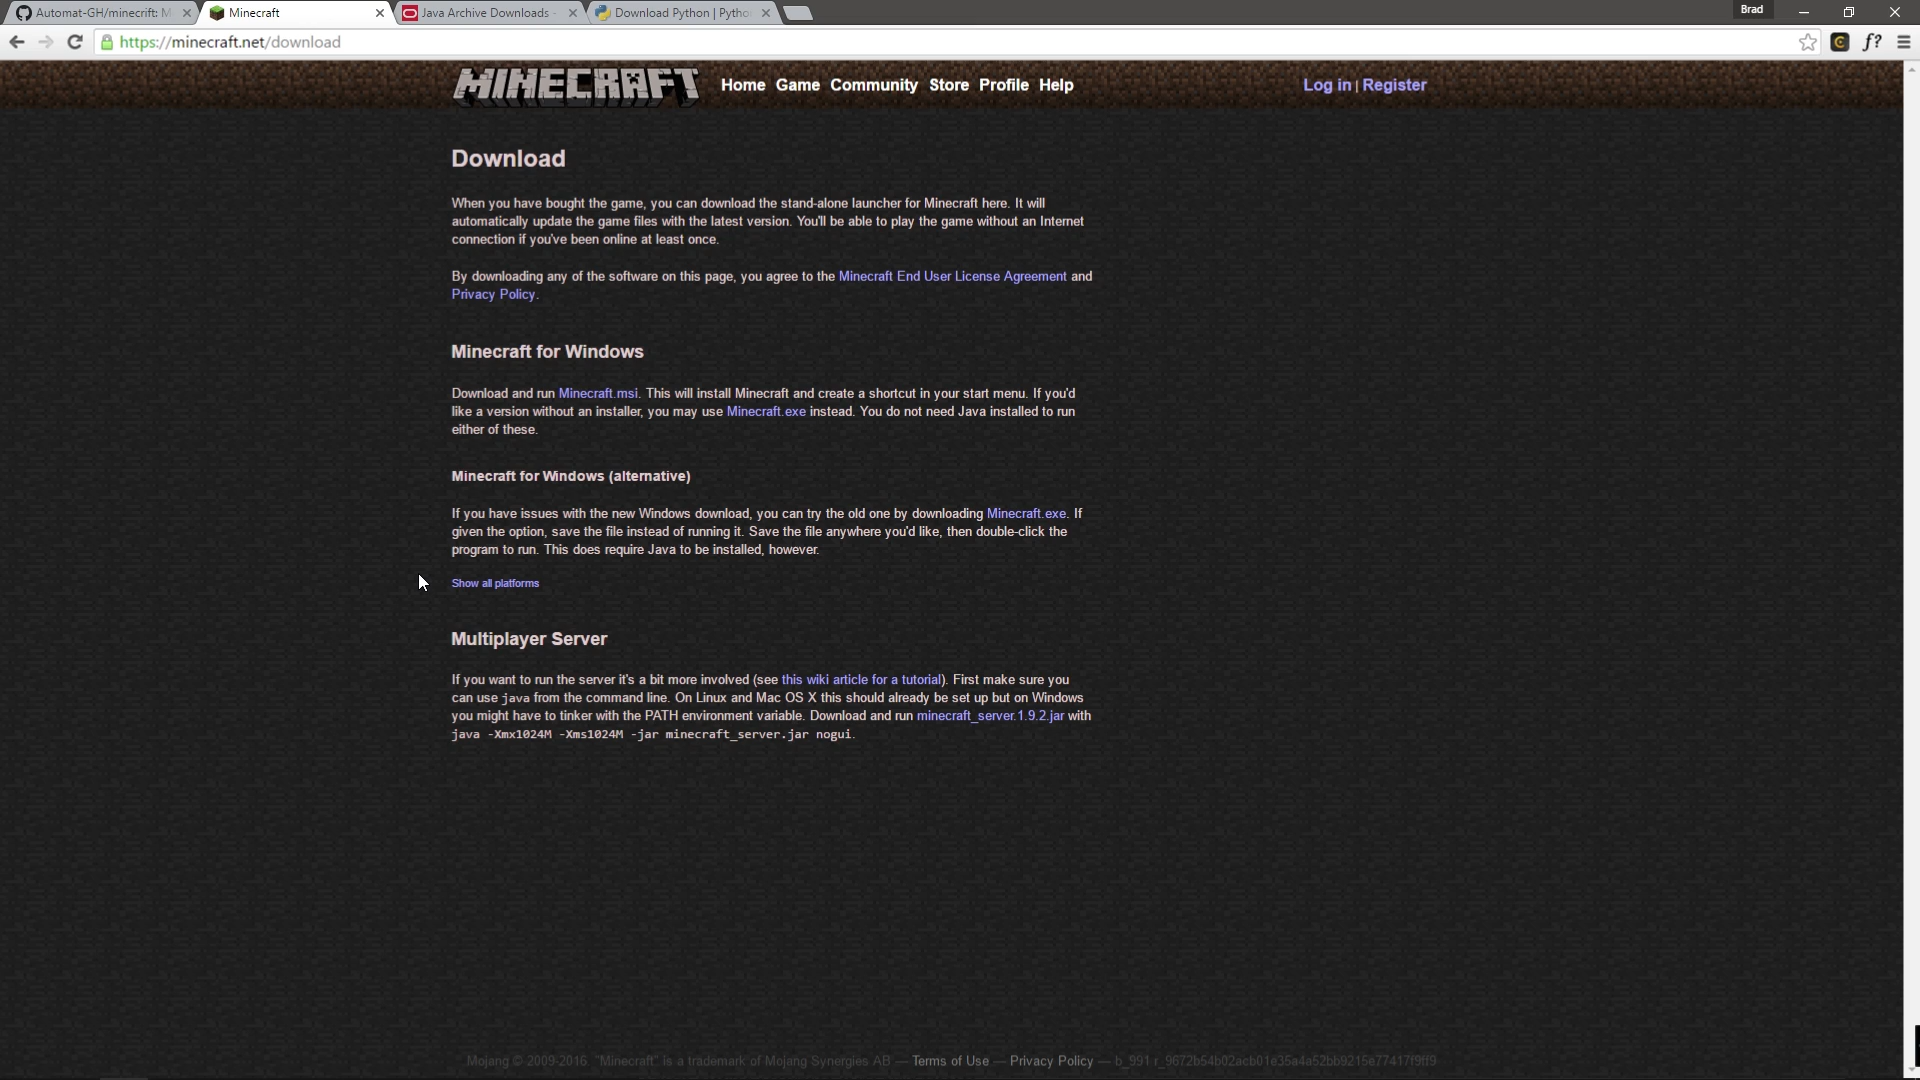 Automat-GH/minecrift: M
Minecraft
Java Archive Downloads -
Download Python | Pytho
Brad
https://minecraft.net/download
f?
MINECRAFT
Home Game Community Store Profile Help
Log in | Register
Download
When you have bought the game, you can download the stand-alone launcher for Minecraft here. It will
automatically update the game files with the latest version. You'll be able to play the game without an Internet
connection if you've been online at least once.
By downloading any of the software on this page, you agree to the Minecraft End User License Agreement and
Privacy Policy.
Minecraft for Windows
Download and run Minecraft.msi. This will install Minecraft and create a shortcut in your start menu. If you'd
like a version without an installer, you may use Minecraft.exe instead. You do not need Java installed to run
either of these.
Minecraft for Windows (alternative)
If you have issues with the new Windows download, you can try the old one by downloading Minecraft.exe. If
given the option, save the file instead of running it. Save the file anywhere you'd like, then double-click the
program to run. This does require Java to be installed, however.
Show all platforms
Multiplayer Server
If you want to run the server it's a bit more involved (see this wiki article for a tutorial). First make sure you
can use java from the command line. On Linux and Mac OS X this should already be set up but on Windows
you might have to tinker with the PATH environment variable. Download and run minecraft_server.1.9.2.jar with
java -Xmx1024M -Xms1024M -jar minecraft_server.jar nogui.
Mojang © 2009-2016. "Minecraft" is a trademark of Mojang Synergies AB — Terms of Use — Privacy Policy —